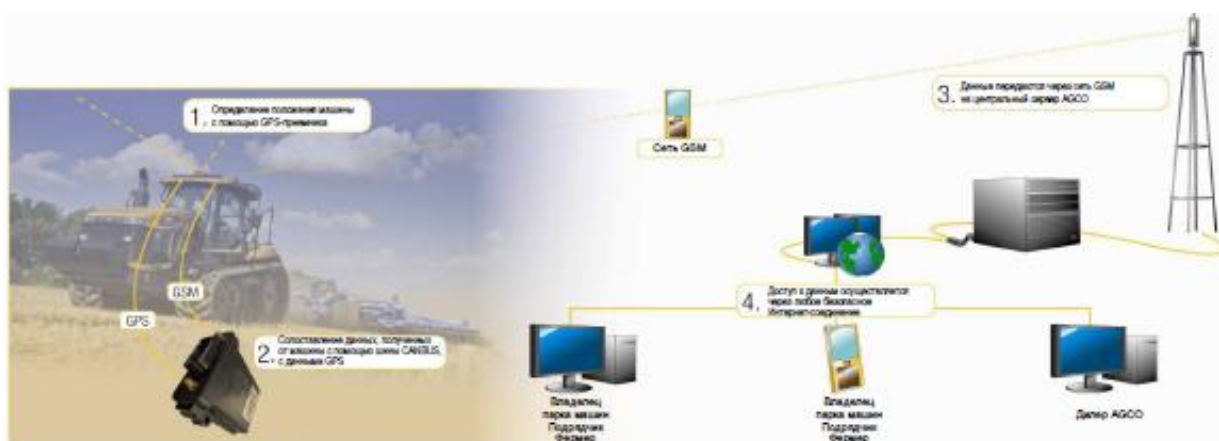 1. Определение положения машины
с помощью GPS-приемника
GPS
GSM
2. Сопоставление данных, полученных
от машины с помощью шины CANBUS,
с данными GPS
Сеть GSM
3. Данные передаются через сеть GSM
на центральный сервер AGCO
4. Доступ к данным осуществляется
через любое безопасное
Интернет-соединение
Владелец
парка машин
Подрядчик
Фермер
Владелец
парка машин
Подрядчик
Фермер
Дилер AGCO